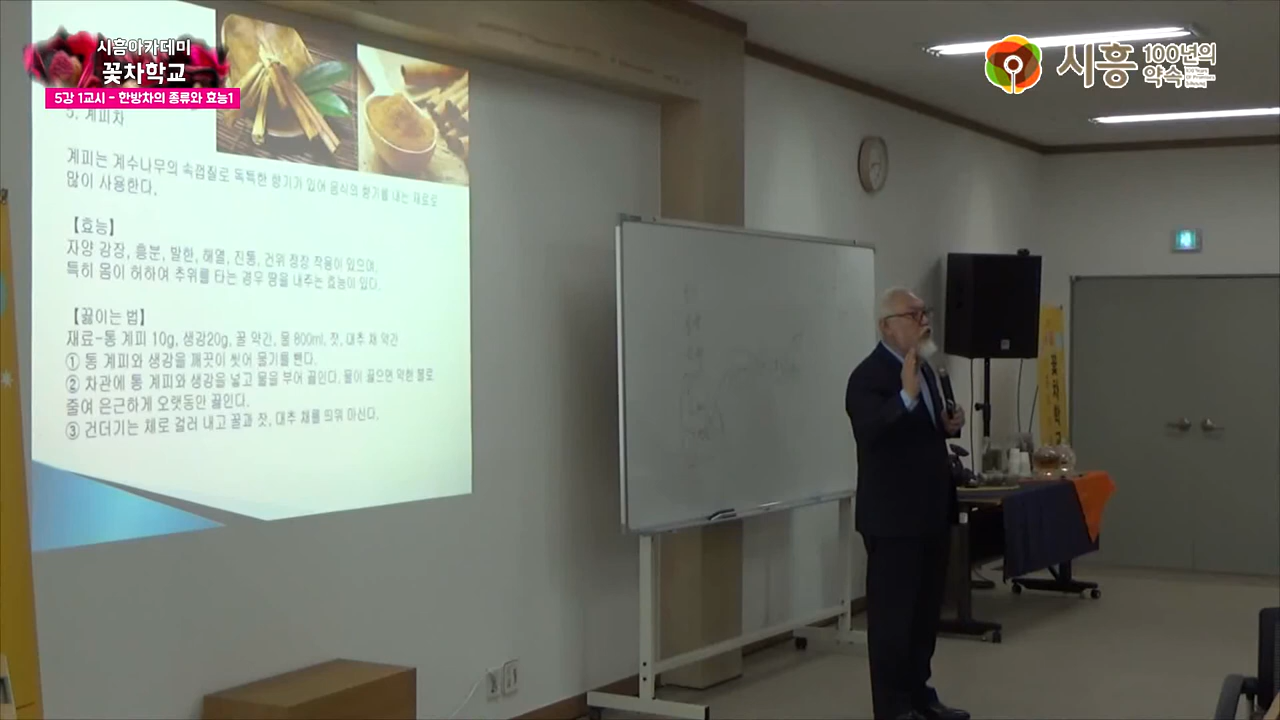 시흥아카데미
꽃차학교
5강 1교시 - 한방차의 종류와 효능1
시흥 100년의 약속
5. 계피차
계피는 계수나무의 속껍질로 독특한 향기가 있어 음식의 향기를 내는 재료로
많이 사용한다.
【효능】
자양 강장, 흥분, 발한, 해열, 진통, 건위 정장 작용이 있으며,
특히 몸이 허하여 추위를 타는 경우 땀을 내주는 효능이 있다.
【끓이는 법】
재료-통 계피 10g, 생강20g, 꿀 약간, 물 800ml, 잣, 대추 채 약간
① 통 계피와 생강을 깨끗이 씻어 물기를 뺀다.
② 차관에 통 계피와 생강을 넣고 물을 부어 끓인다. 물이 끓으면 약한 불로
줄여 은근하게 오랫동안 끓인다.
③ 건더기는 체로 걸러 내고 꿀과 잣, 대추 채를 띄워 마신다.
꽃차학교